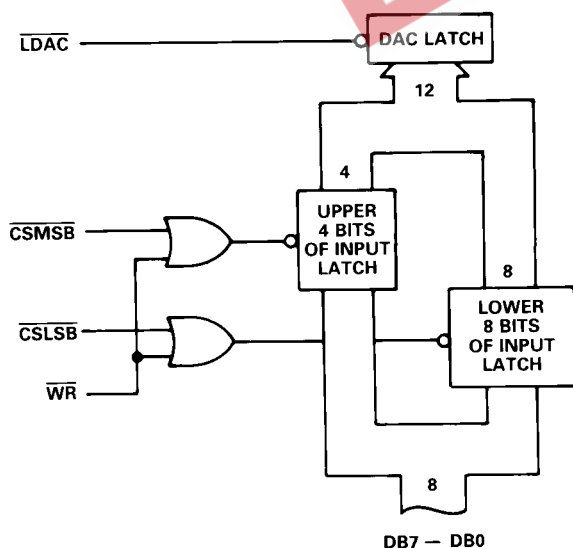 LDAC
DAC LATCH
12
4
UPPER
4 BITS
OF INPUT
LATCH
CSMSB
8
LOWER
8 BITS
OF INPUT
LATCH
CSLSB
WR
8
DB7 — DB0